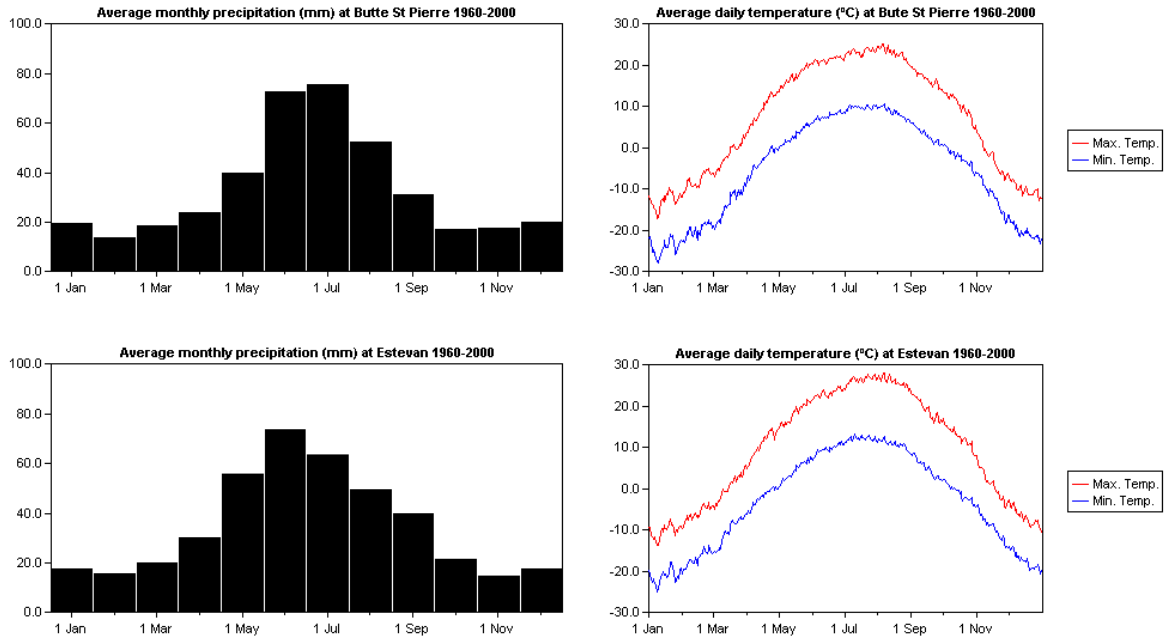 Average monthly precipitation (mm) at Butte St Pierre 1960-2000
100.0
80.0
60.0
40.0
20.0
0.0
1 Jan 1 Mar 1 May 1 Jul 1 Sep 1 Nov
Average daily temperature (ºC) at Bute St Pierre 1960-2000
30.0
20.0
10.0
0.0
-10.0
-20.0
-30.0
1 Jan 1 Mar 1 May 1 Jul 1 Sep 1 Nov
Max. Temp.
Min. Temp.
Average monthly precipitation (mm) at Estevan 1960-2000
100.0
80.0
60.0
40.0
20.0
0.0
1 Jan 1 Mar 1 May 1 Jul 1 Sep 1 Nov
Average daily temperature (ºC) at Estevan 1960-2000
30.0
20.0
10.0
0.0
-10.0
-20.0
-30.0
1 Jan 1 Mar 1 May 1 Jul 1 Sep 1 Nov
Max. Temp.
Min. Temp.